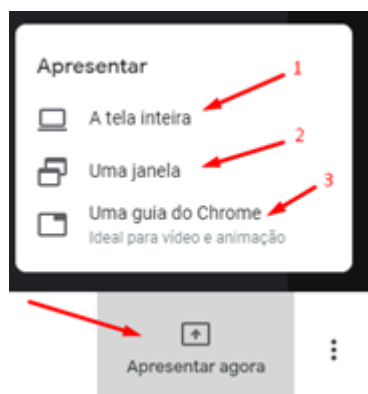 Apresentar
1
A tela inteira
2
Uma janela
3
Uma guia do Chrome
Ideal para vídeo e animação
Apresentar agora